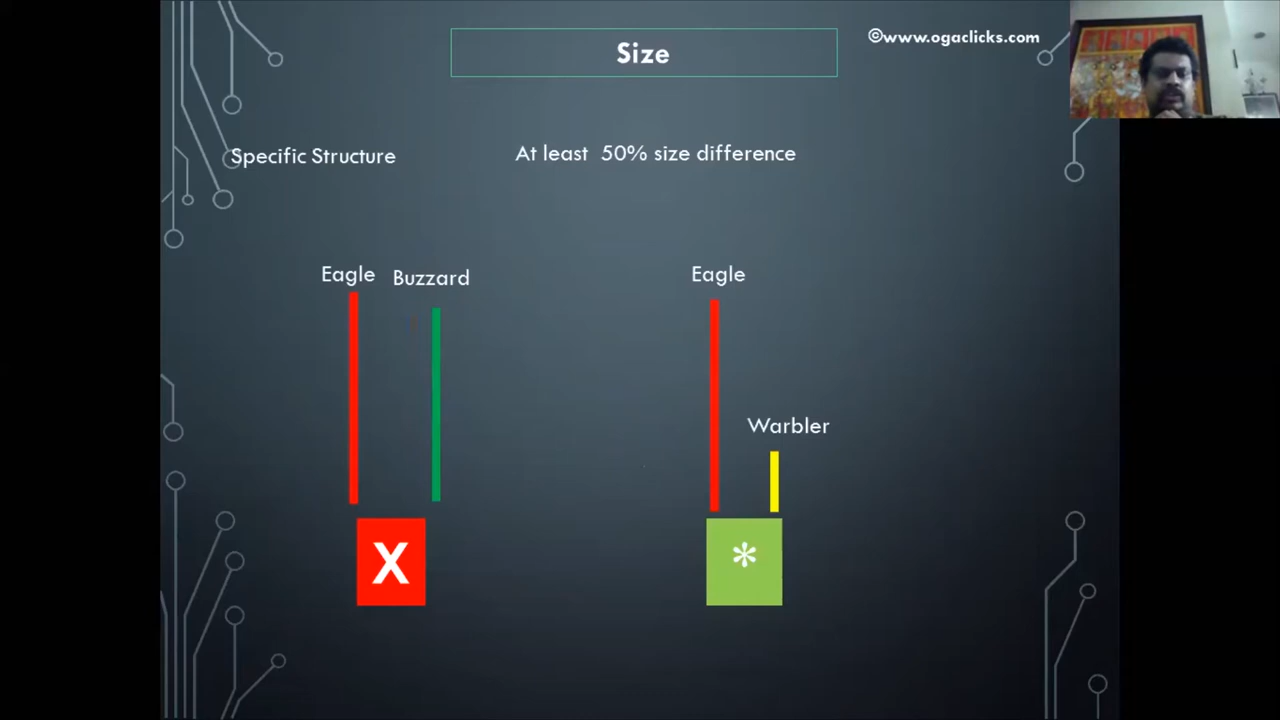 Size
©www.ogaclicks.com
Specific Structure
At least 50% size difference
Eagle
Buzzard
Eagle
Warbler
X
*